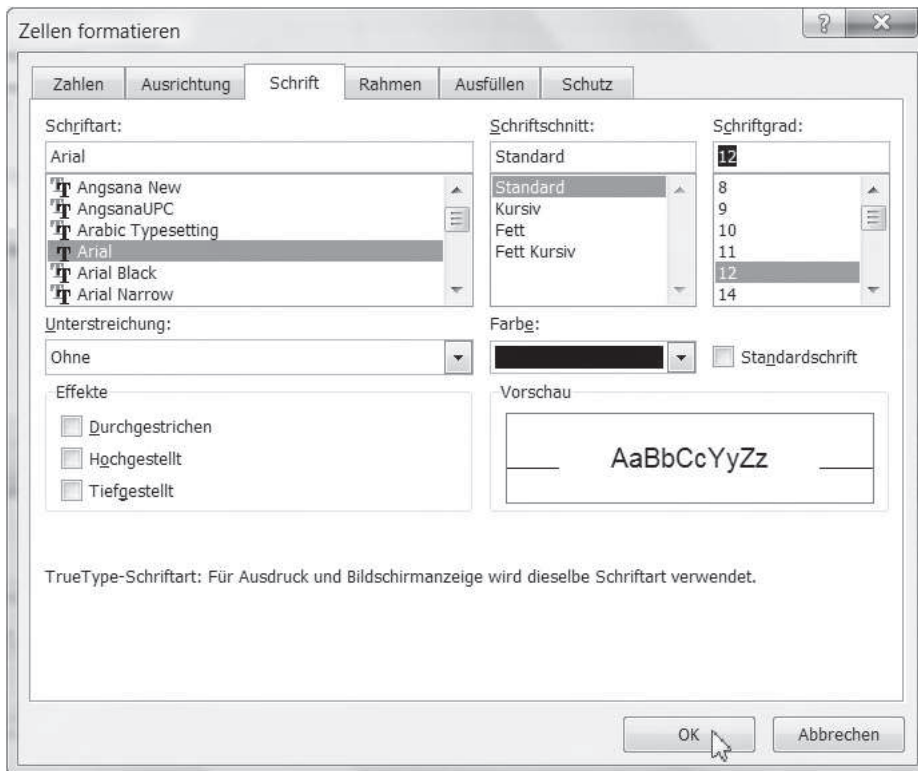 Zellen formatieren
Zahlen Ausrichtung Schrift Rahmen Ausfüllen Schutz
Schriftart: Schriftschnitt: Schriftgrad:
Arial Standard 12
Angsana New Standard 8
AngsanaUPC Kursiv 9
Arabic Typesetting Fett 10
Arial Fett Kursiv 11
Arial Black 12
Arial Narrow 14
Unterstreichung: Farbe:
Ohne Standardschrift
Effekte Vorschau
Durchgestrichen
Hochgestellt AaBbCcYyZz
Tiefgestellt
TrueType-Schriftart: Für Ausdruck und Bildschirmanzeige wird dieselbe Schriftart verwendet.
OK Abbrechen